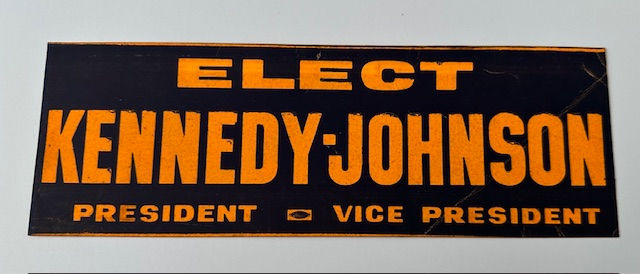 ELECT
KENNEDY-JOHNSON
PRESIDENT VICE PRESIDENT